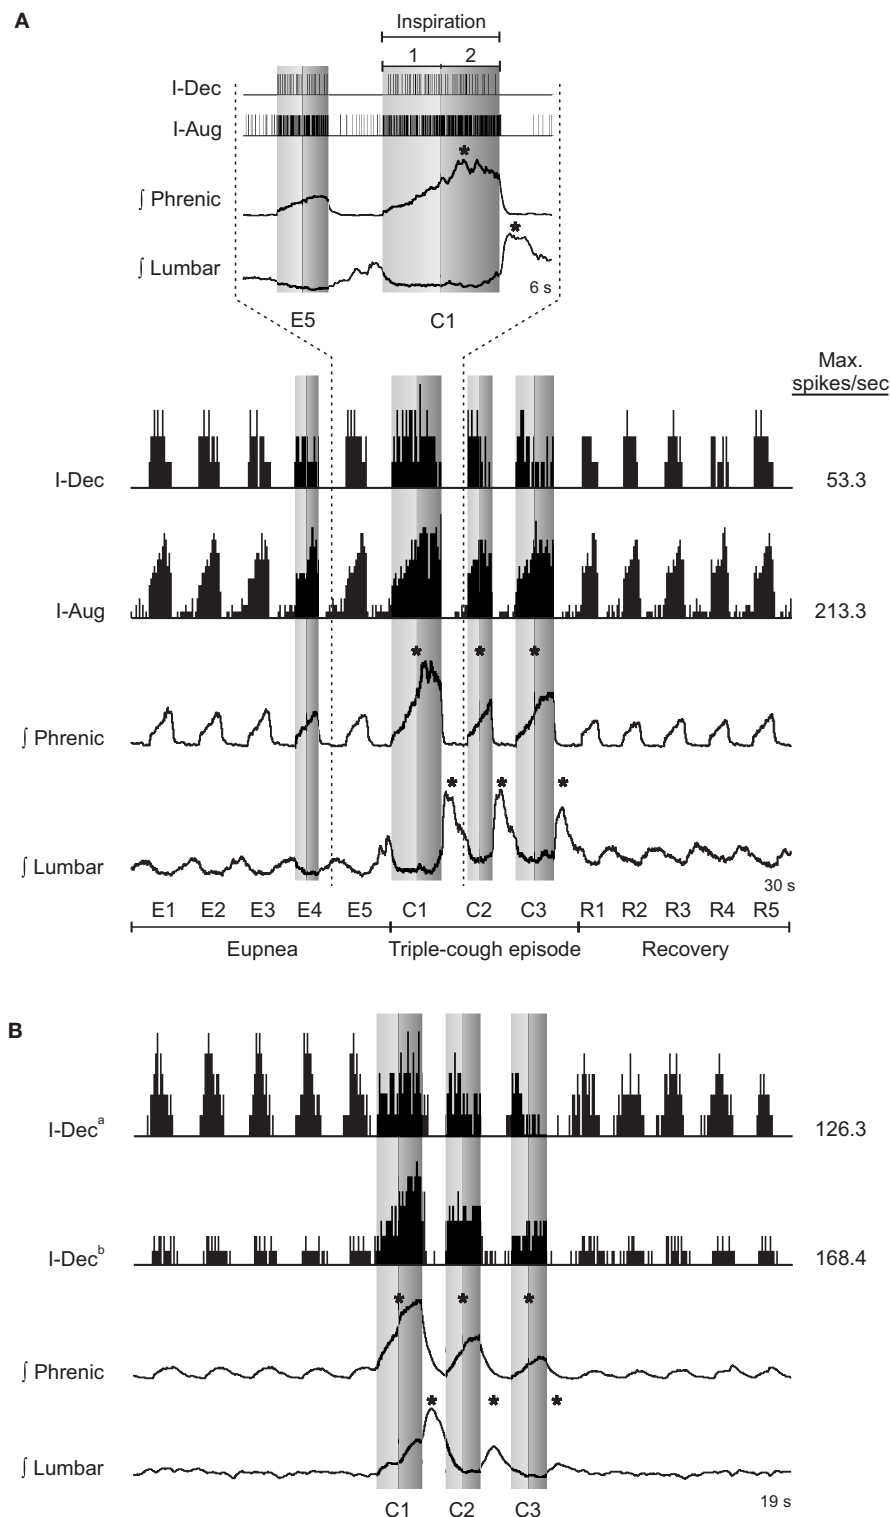 A
Inspiration
1 2
I-Dec
I-Aug
*
∫ Phrenic
*
∫ Lumbar
6 s
E5 C1
Max.
spikes/sec
I-Dec 53.3
I-Aug 213.3
* * *
∫ Phrenic
* * *
∫ Lumbar
30 s
E1 E2 E3 E4 E5 C1 C2 C3 R1 R2 R3 R4 R5
Eupnea Triple-cough episode Recovery
B
I-Decᵃ 126.3
I-Decᵇ 168.4
* * *
∫ Phrenic
* * *
∫ Lumbar
19 s
C1 C2 C3